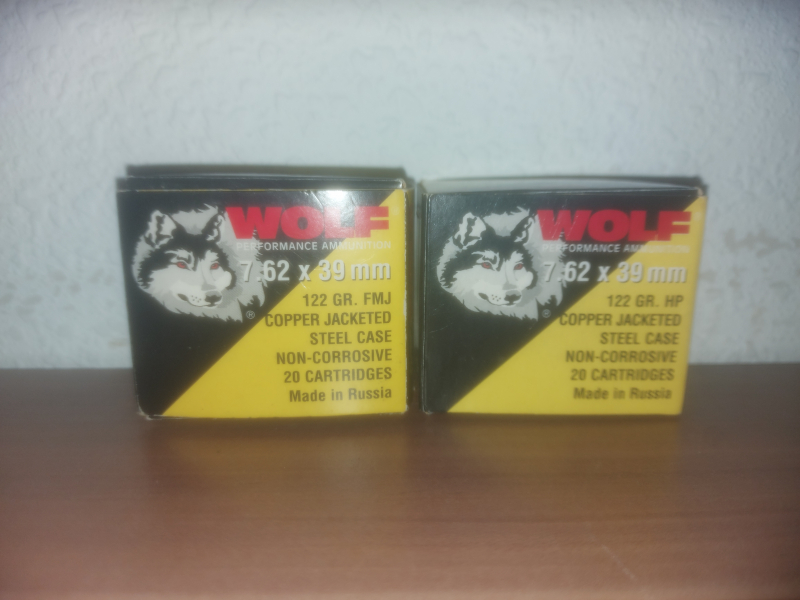 WOLF®
PERFORMANCE AMMUNITION
7.62 x 39 mm
122 GR. FMJ
® COPPER JACKETED
STEEL CASE
NON-CORROSIVE
20 CARTRIDGES
Made in Russia
WOLF
PERFORMANCE AMMUNITION
7.62 x 39 mm
122 GR. HP
® COPPER JACKETED
STEEL CASE
NON-CORROSIVE
20 CARTRIDGES
Made in Russia